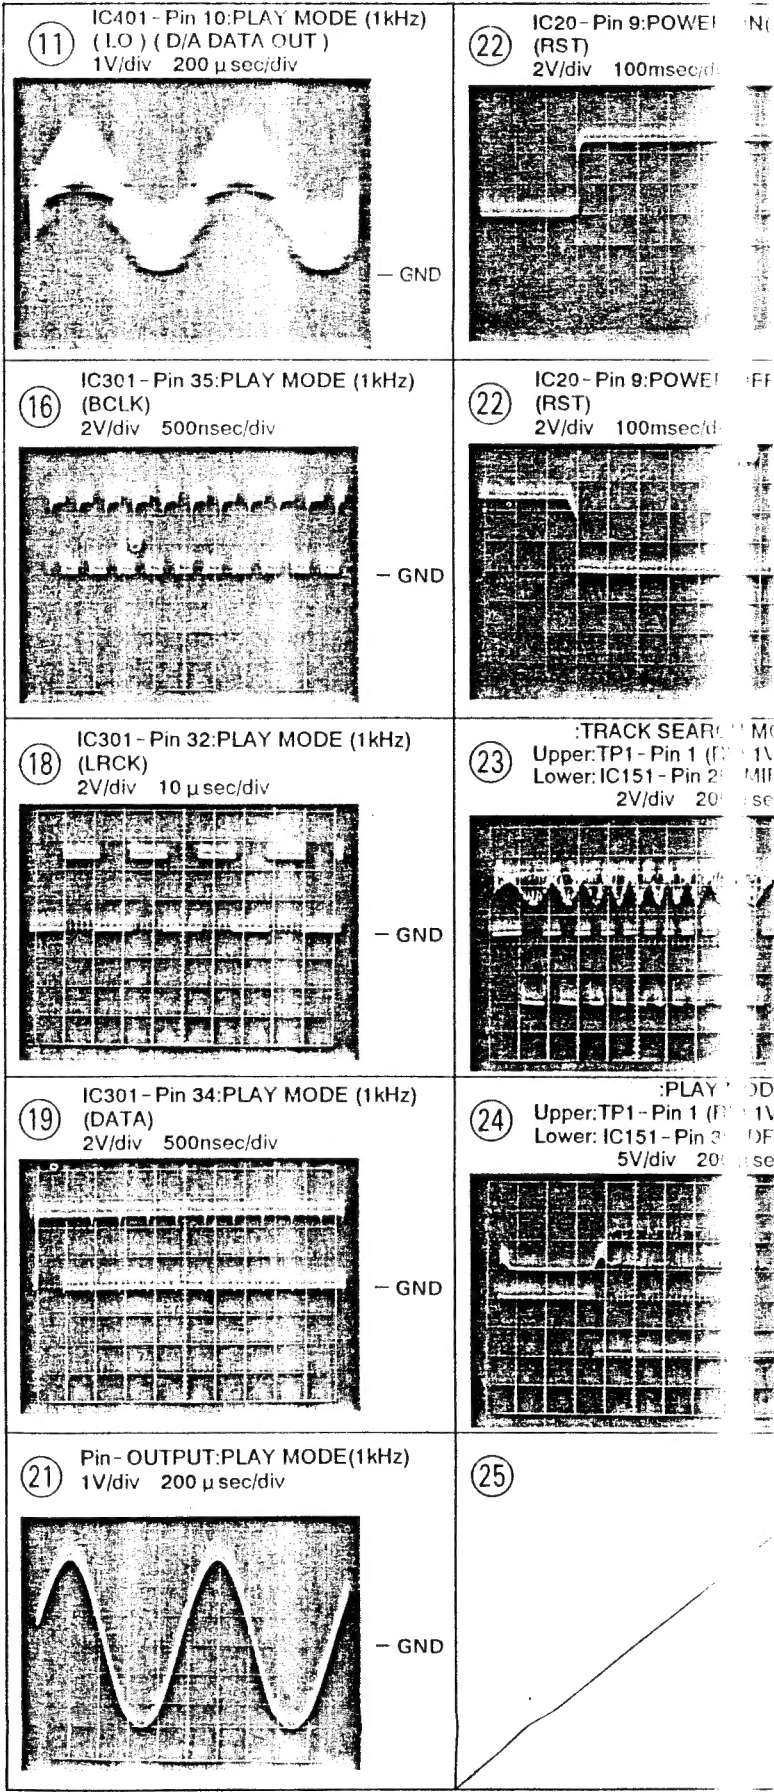 11
IC401-Pin 10:PLAY MODE (1kHz)
(LO) (D/A DATA OUT)
1V/div 200 µ sec/div
- GND
16
IC301-Pin 35:PLAY MODE (1kHz)
(BCLK)
2V/div 500nsec/div
- GND
18
IC301-Pin 32:PLAY MODE (1kHz)
(LRCK)
2V/div 10 µ sec/div
- GND
19
IC301-Pin 34:PLAY MODE (1kHz)
(DATA)
2V/div 500nsec/div
- GND
21
Pin-OUTPUT:PLAY MODE(1kHz)
1V/div 200 µ sec/div
- GND
22
IC20-Pin 9:
(RST)
2V/div
22
IC20-Pin 9:
(RST)
2V/div
23
:TRACK
Upper:TP1-Pin 1
Lower: IC151-Pin
2V/div
24
:PLAY
Upper:TP1-Pin 1
Lower: IC151-Pin
5V/div
25